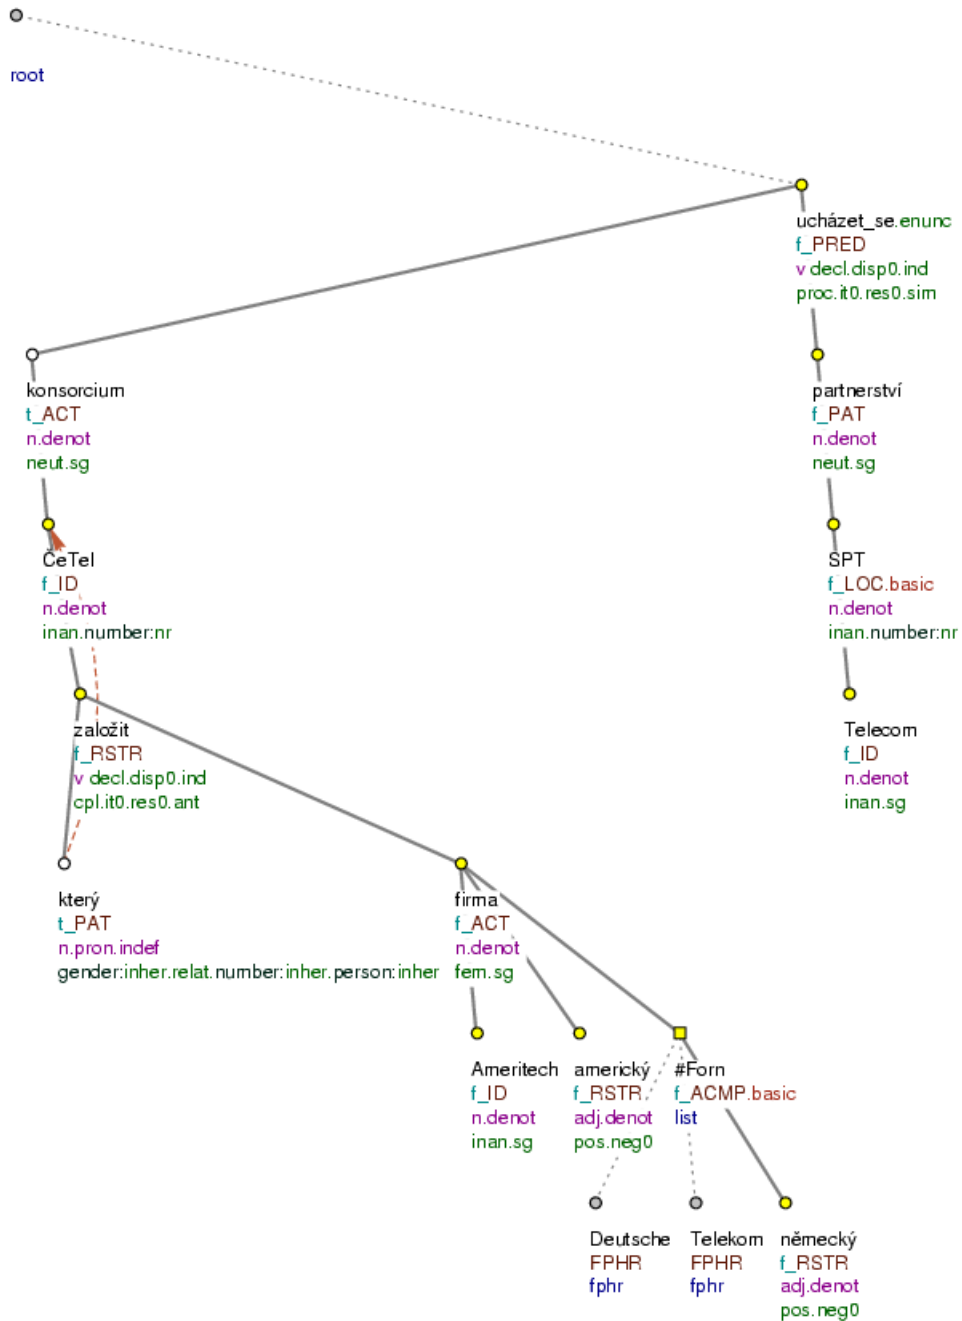 root
ucházet_se.enunc
f_PRED
v decl.disp0.ind
proc.it0.res0.sim
konsorcium
t_ACT
n.denot
neut.sg
partnerství
f_PAT
n.denot
neut.sg
ČeTel
f_ID
n.denot
inan.number:nr
SPT
f_LOC.basic
n.denot
inan.number:nr
založit
f_RSTR
v decl.disp0.ind
cpl.it0.res0.ant
Telecom
f_ID
n.denot
inan.sg
který
t_PAT
n.pron.indef
gender:inher.relat.number:inher.person:inher
firma
f_ACT
n.denot
fem.sg
Ameritech
f_ID
n.denot
inan.sg
americký
f_RSTR
adj.denot
pos.neg0
#Forn
f_ACMP.basic
list
Deutsche
FPHR
fphr
Telekom
FPHR
fphr
německý
f_RSTR
adj.denot
pos.neg0